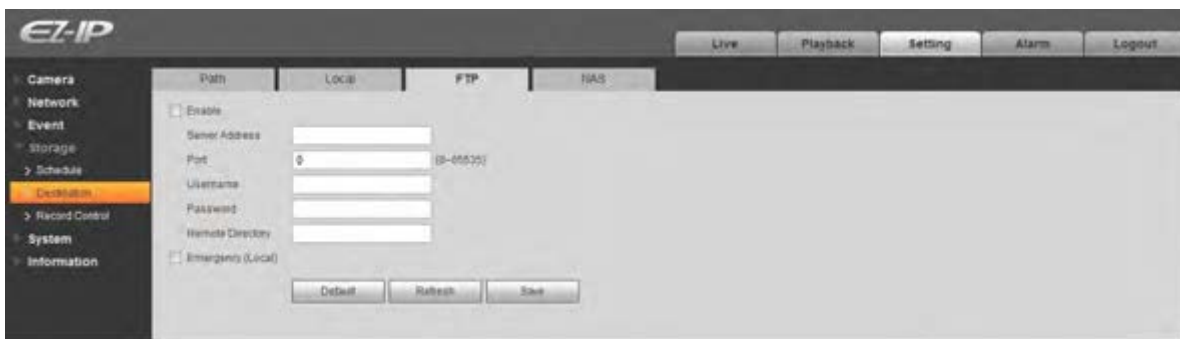 EZ-IP
Live Playback Setting Alarm Logout
Camera
Network
Event
Storage
> Schedule
Destination
> Record Control
System
Information
Path Local FTP NAS
Enable
Server Address
Port 0 (0~65535)
Username
Password
Remote Directory
Emergency (Local)
Default Refresh Save